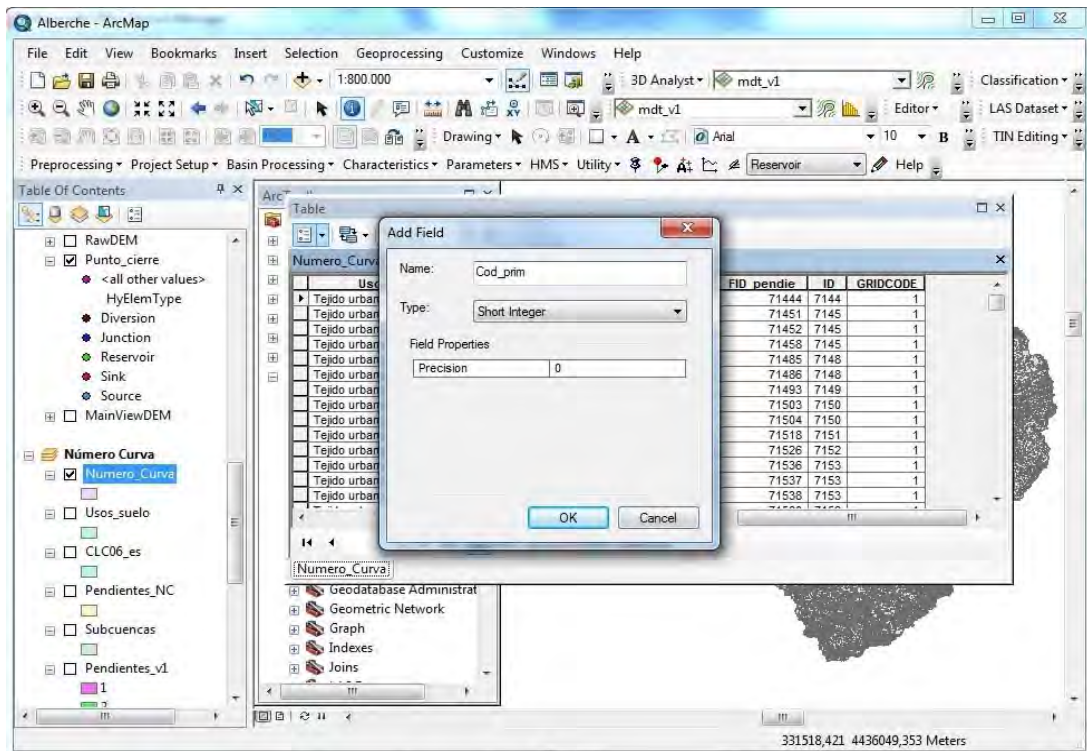 Alberche - ArcMap
File Edit View Bookmarks Insert Selection Geoprocessing Customize Windows Help
1:800.000 3D Analyst mdt_v1 Classification
mdt_v1 Editor LAS Dataset
Drawing A Arial 10 B TIN Editing
Preprocessing Project Setup Basin Processing Characteristics Parameters HMS Utility Reservoir Help
Table Of Contents
RawDEM
Punto_cierre
<all other values>
HyElemType
Diversion
Junction
Reservoir
Sink
Source
MainViewDEM
Número Curva
Numero_Curva
Usos_suelo
CLC06_es
Pendientes_NC
Subcuencas
Pendientes_v1
1
Table
Numero_Curv
FID_pendie ID GRIDCODE
Tejido urban 71444 7144 1
Tejido urban 71451 7145 1
Tejido urban 71452 7145 1
Tejido urban 71458 7145 1
Tejido urban 71485 7148 1
Tejido urban 71486 7148 1
Tejido urban 71493 7149 1
Tejido urban 71503 7150 1
Tejido urban 71504 7150 1
Tejido urban 71518 7151 1
Tejido urban 71526 7152 1
Tejido urban 71536 7153 1
Tejido urban 71537 7153 1
Tejido urban 71538 7153 1
Numero_Curva
Add Field
Name: Cod_prim
Type: Short Integer
Field Properties
Precision 0
OK Cancel
Geodatabase Administrat
Geometric Network
Graph
Indexes
Joins
331518,421 4436049,353 Meters